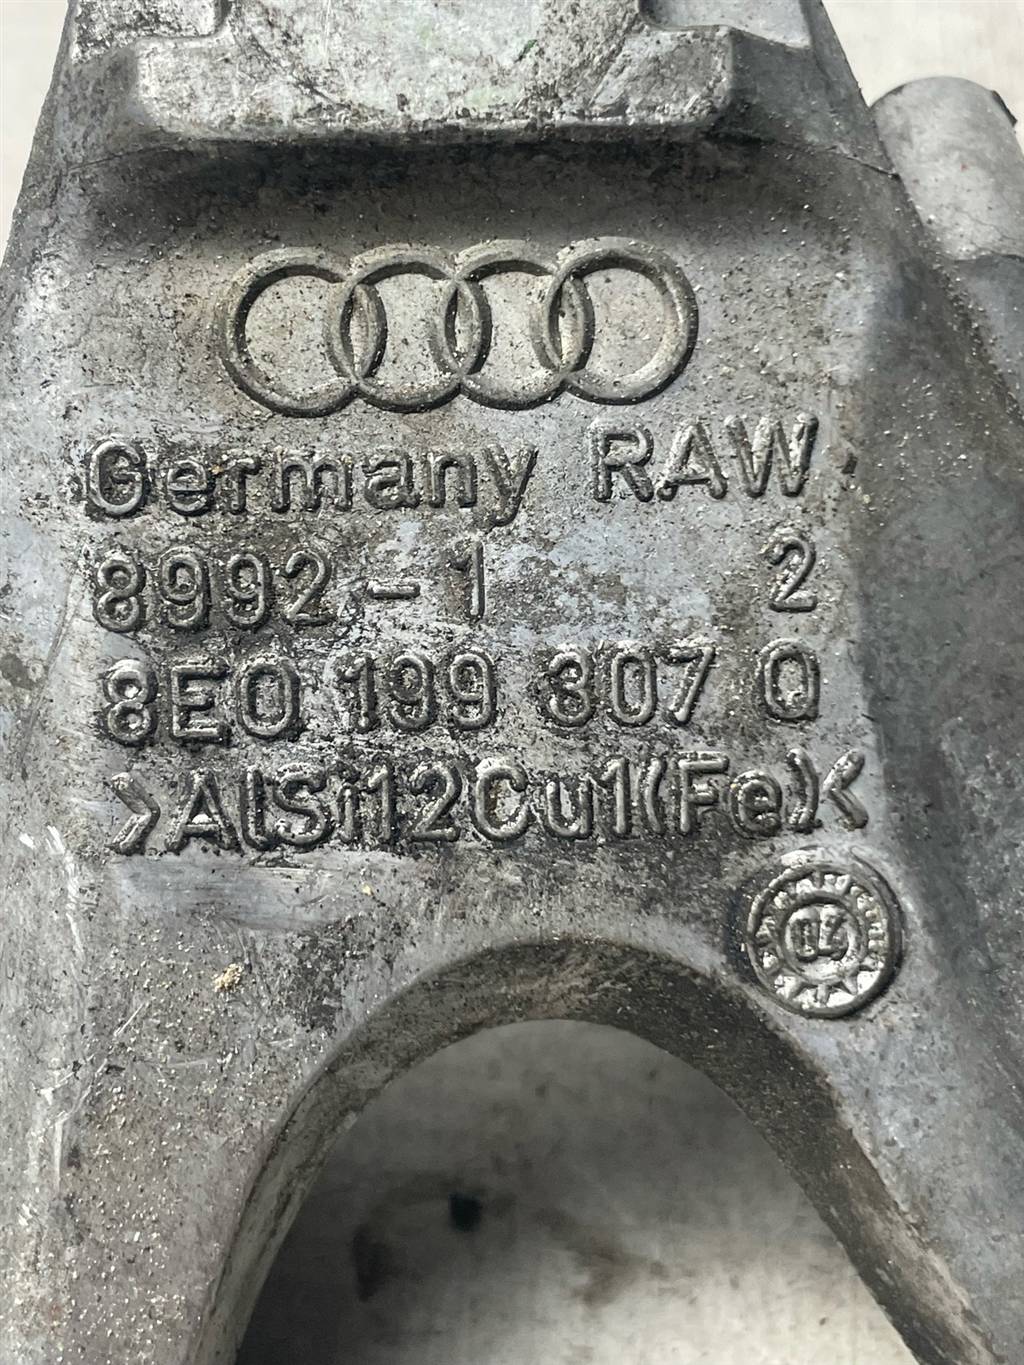 Germany RAW
8992-1 2
8E0 199 307 Q
>AlSi12Cu1(Fe)<